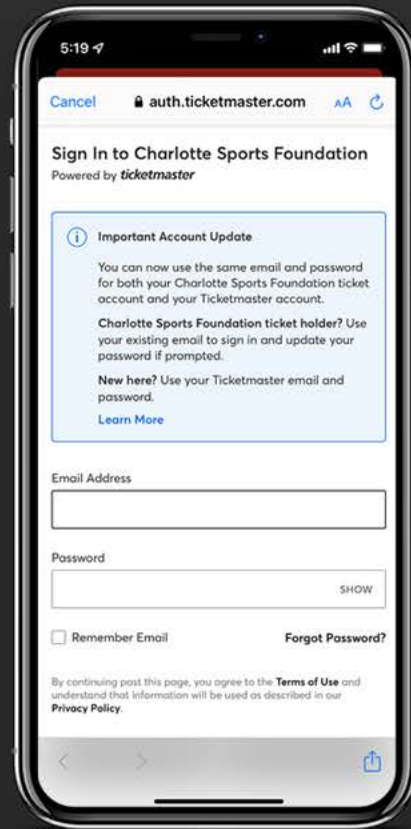 5:19
Cancel auth.ticketmaster.com AA
Sign In to Charlotte Sports Foundation
Powered by ticketmaster
Important Account Update
You can now use the same email and password
for both your Charlotte Sports Foundation ticket
account and your Ticketmaster account.
Charlotte Sports Foundation ticket holder? Use
your existing email to sign in and update your
password if prompted.
New here? Use your Ticketmaster email and
password.
Learn More
Email Address
Password
SHOW
Remember Email Forgot Password?
By continuing past this page, you agree to the Terms of Use and
understand that information will be used as described in our
Privacy Policy.